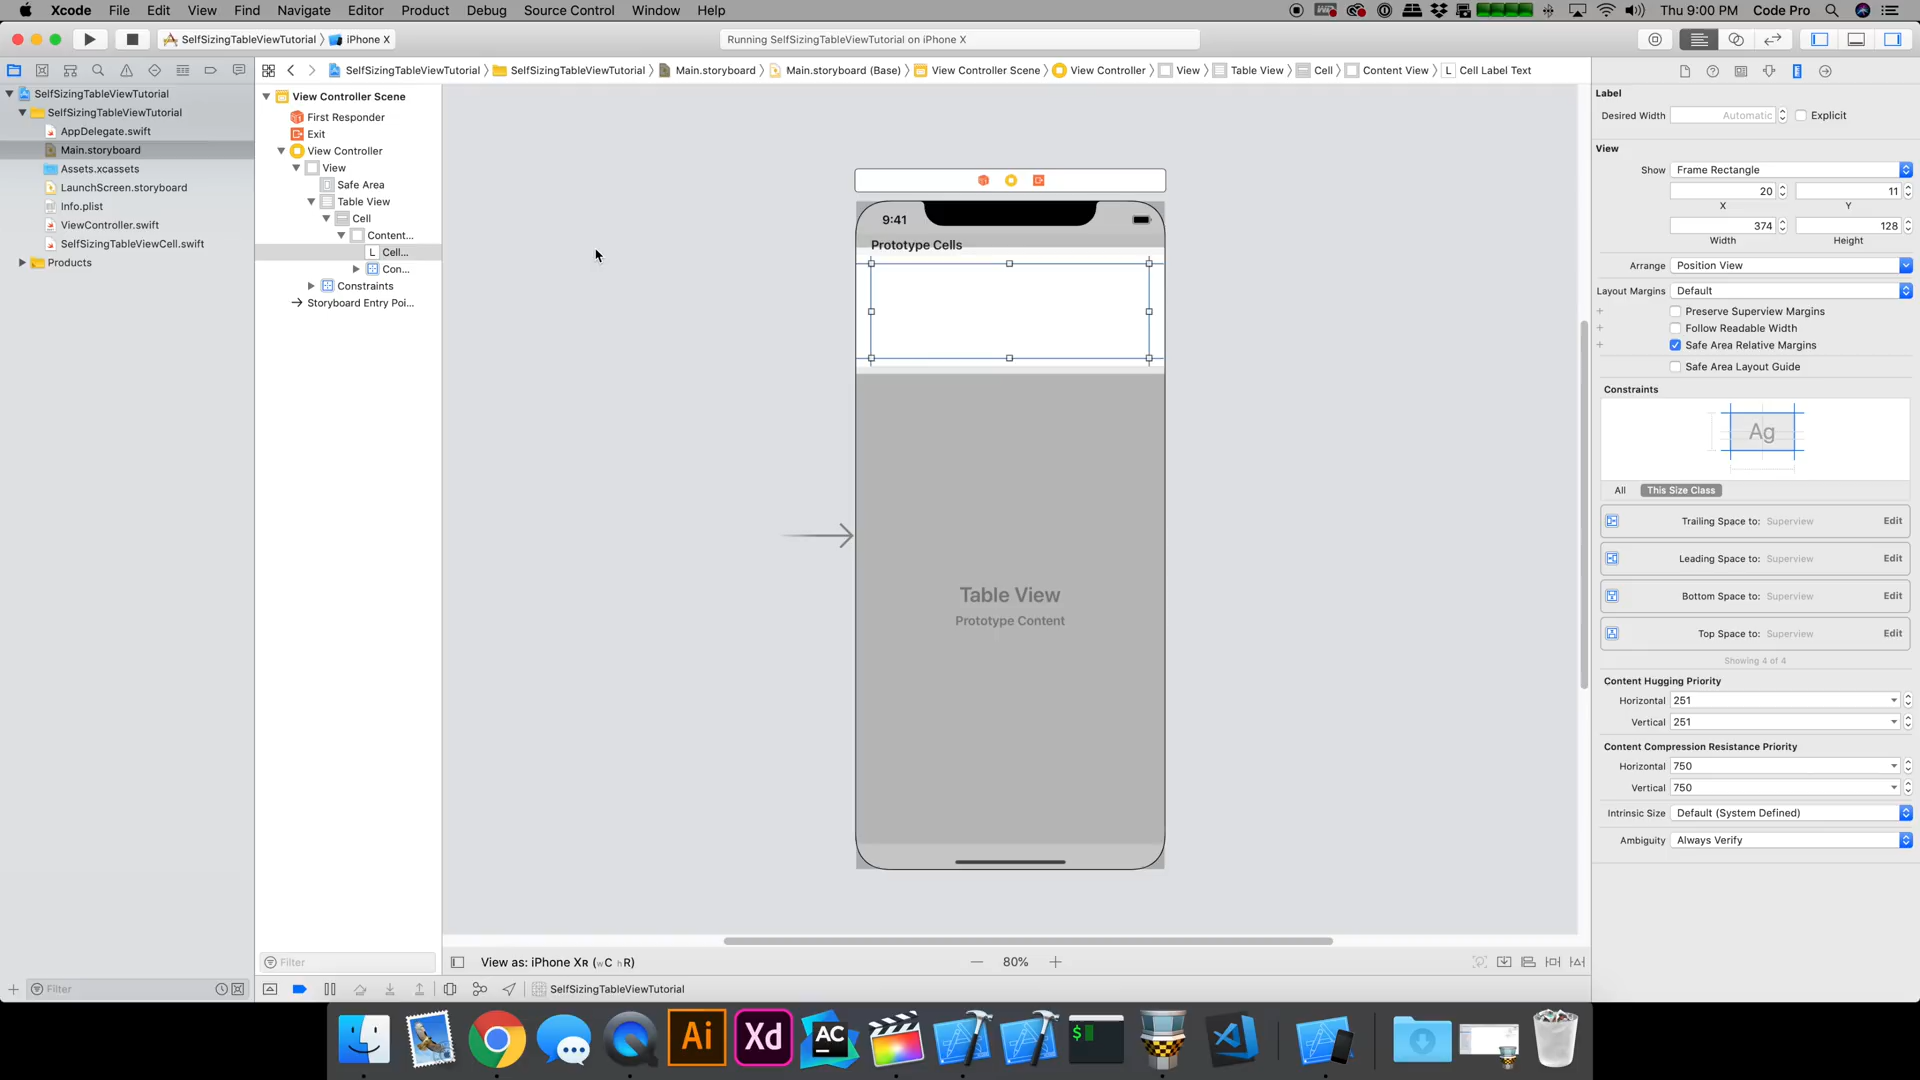 Xcode File Edit View Find Navigate Editor Product Debug Source Control Window Help Thu 9:00 PM Code Pro
SelfSizingTableViewTutorial iPhone X Running SelfSizingTableViewTutorial on iPhone X
SelfSizingTableViewTutorial SelfSizingTableViewTutorial Main.storyboard Main.storyboard (Base) View Controller Scene View Controller View Table View Cell Content View L Cell Label Text
SelfSizingTableViewTutorial
SelfSizingTableViewTutorial
AppDelegate.swift
Main.storyboard
Assets.xcassets
LaunchScreen.storyboard
Info.plist
ViewController.swift
SelfSizingTableViewCell.swift
Products
Filter
View Controller Scene
First Responder
Exit
View Controller
View
Safe Area
Table View
Cell
Content...
L Cell...
Con...
Constraints
Storyboard Entry Poi...
Filter
9:41
Prototype Cells
Table View
Prototype Content
View as: iPhone XR (wC hR) 80%
SelfSizingTableViewTutorial
Label
Desired Width Automatic Explicit
View
Show Frame Rectangle
20 11
X Y
374 128
Width Height
Arrange Position View
Layout Margins Default
Preserve Superview Margins
Follow Readable Width
Safe Area Relative Margins
Safe Area Layout Guide
Constraints
Ag
All This Size Class
Trailing Space to: Superview Edit
Leading Space to: Superview Edit
Bottom Space to: Superview Edit
Top Space to: Superview Edit
Showing 4 of 4
Content Hugging Priority
Horizontal 251
Vertical 251
Content Compression Resistance Priority
Horizontal 750
Vertical 750
Intrinsic Size Default (System Defined)
Ambiguity Always Verify
Ai Xd AC $